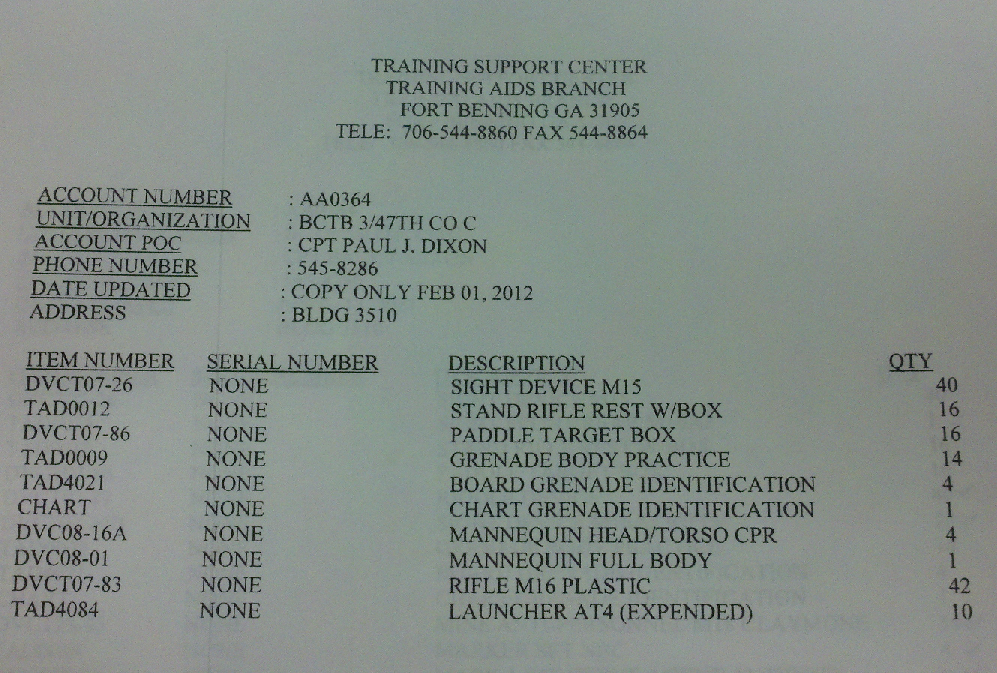 TRAINING SUPPORT CENTER
TRAINING AIDS BRANCH
FORT BENNING GA 31905
TELE: 706-544-8860 FAX 544-8864
ACCOUNT NUMBER : AA0364
UNIT/ORGANIZATION : BCTB 3/47TH CO C
ACCOUNT POC : CPT PAUL J. DIXON
PHONE NUMBER : 545-8286
DATE UPDATED : COPY ONLY FEB 01, 2012
ADDRESS : BLDG 3510
ITEM NUMBER SERIAL NUMBER DESCRIPTION QTY
DVCT07-26 NONE SIGHT DEVICE M15 40
TAD0012 NONE STAND RIFLE REST W/BOX 16
DVCT07-86 NONE PADDLE TARGET BOX 16
TAD0009 NONE GRENADE BODY PRACTICE 14
TAD4021 NONE BOARD GRENADE IDENTIFICATION 4
CHART NONE CHART GRENADE IDENTIFICATION 1
DVC08-16A NONE MANNEQUIN HEAD/TORSO CPR 4
DVC08-01 NONE MANNEQUIN FULL BODY 1
DVCT07-83 NONE RIFLE M16 PLASTIC 42
TAD4084 NONE LAUNCHER AT4 (EXPENDED) 10